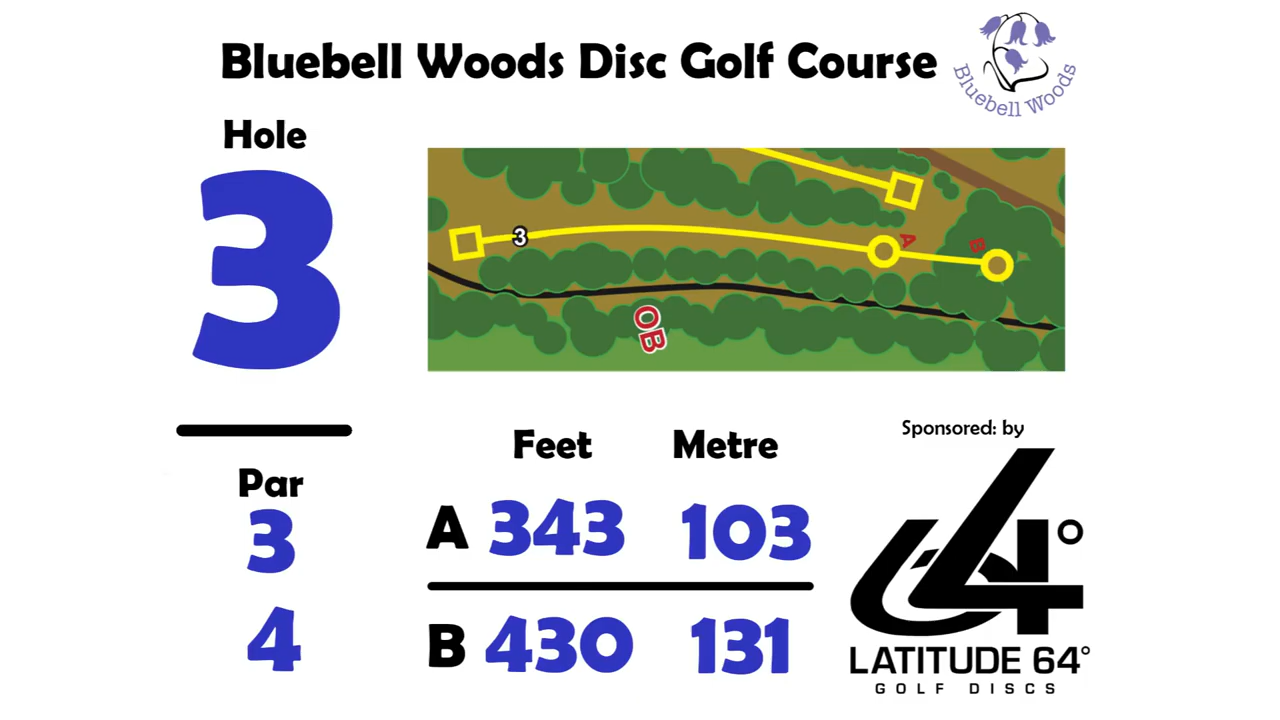 Bluebell Woods Disc Golf Course
Bluebell Woods
Hole
3
3
A
B
OB
Par
3
4
Feet Metre
A 343 103
B 430 131
Sponsored: by
64°
LATITUDE 64°
GOLF DISCS